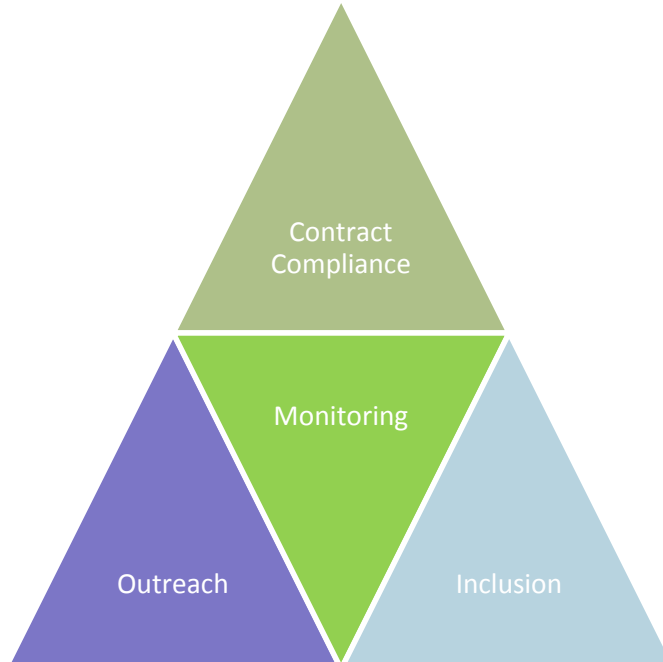 Contract
Compliance
Monitoring
Outreach
Inclusion